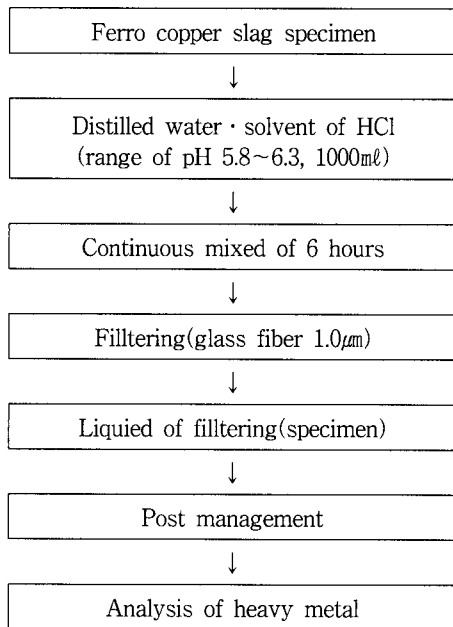 Ferro copper slag specimen
↓
Distilled water · solvent of HCl
(range of pH 5.8~6.3, 1000mℓ)
↓
Continuous mixed of 6 hours
↓
Filltering(glass fiber 1.0㎛)
↓
Liquied of filltering(specimen)
↓
Post management
↓
Analysis of heavy metal